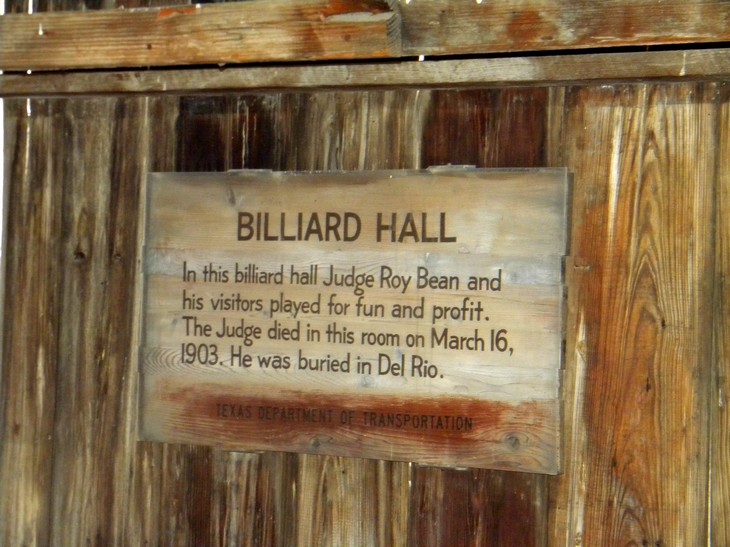 BILLIARD HALL
In this billiard hall Judge Roy Bean and
his visitors played for fun and profit.
The Judge died in this room on March 16,
1903. He was buried in Del Rio.
TEXAS DEPARTMENT OF TRANSPORTATION